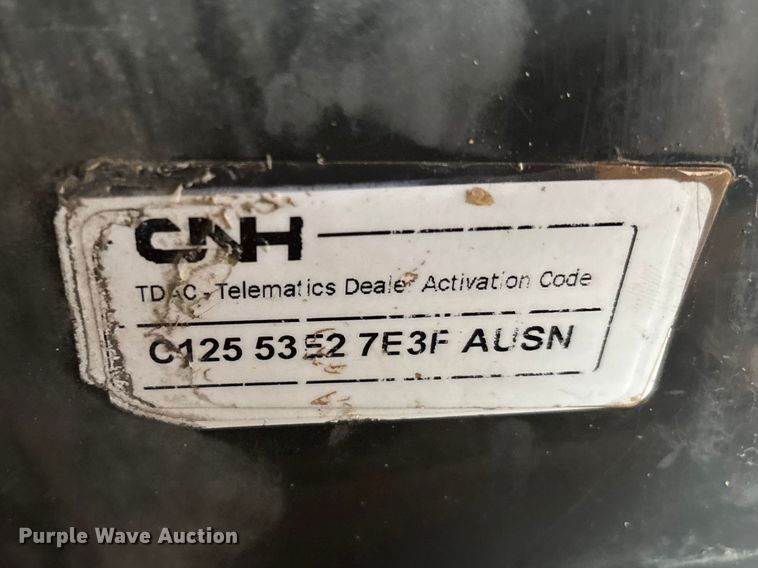 CNH
TDAC - Telematics Dealer Activation Code
C125 53E2 7E3F AUSN
Purple Wave Auction